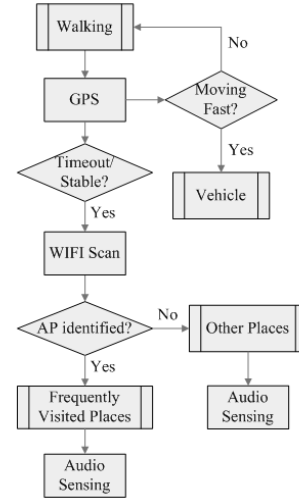 Walking
No
GPS
Moving
Fast?
Timeout/
Stable?
Yes
Vehicle
Yes
WIFI Scan
AP identified?
No
Other Places
Yes
Frequently
Visited Places
Audio
Sensing
Audio
Sensing